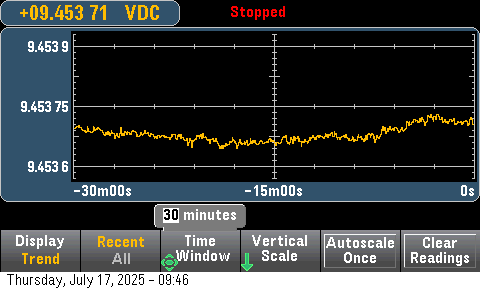 +09.453 71 VDC
Stopped
9.453 9
9.453 75
9.453 6
-30m00s
-15m00s
0s
30 minutes
Display
Trend
Recent
All
Time
Window
Vertical
Scale
Autoscale
Once
Clear
Readings
Thursday, July 17, 2025 - 09:46